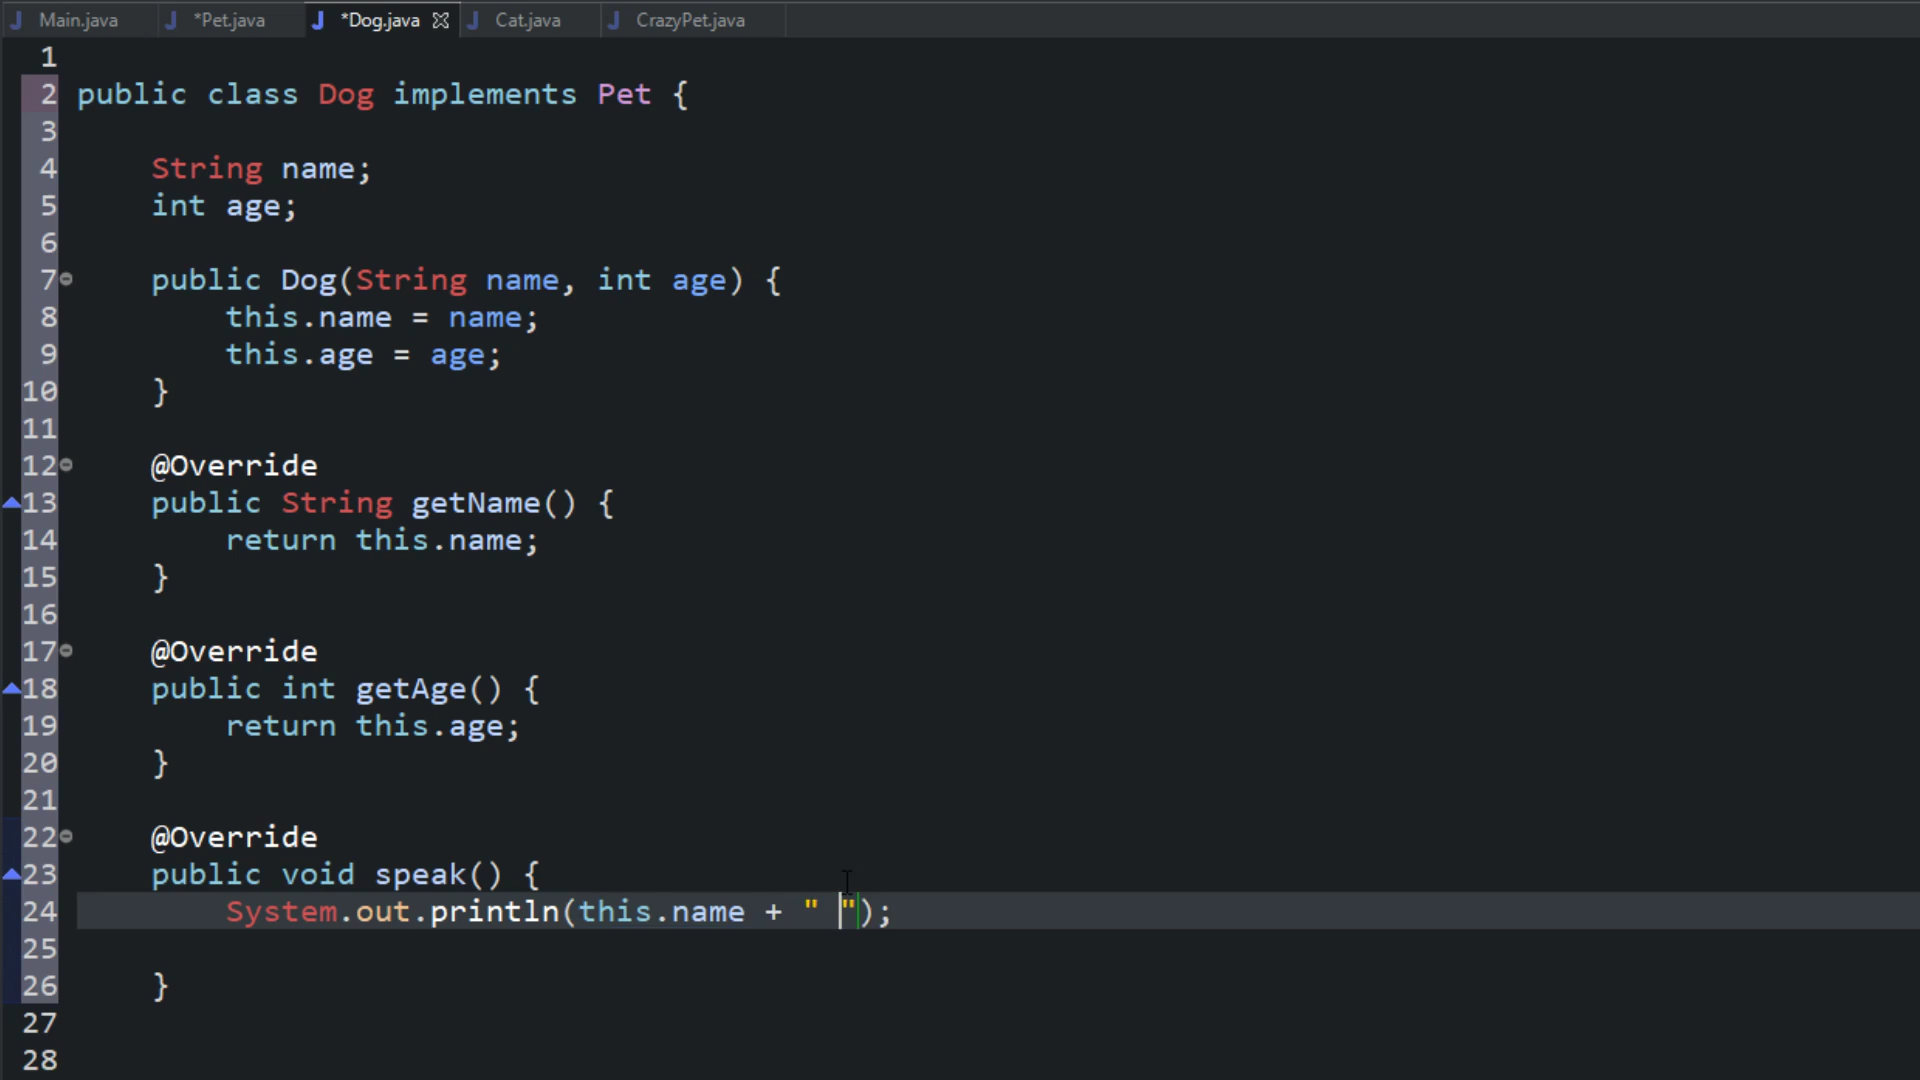 Main.java *Pet.java *Dog.java Cat.java CrazyPet.java
1
2 public class Dog implements Pet {
3
4 String name;
5 int age;
6
7 public Dog(String name, int age) {
8 this.name = name;
9 this.age = age;
10 }
11
12 @Override
13 public String getName() {
14 return this.name;
15 }
16
17 @Override
18 public int getAge() {
19 return this.age;
20 }
21
22 @Override
23 public void speak() {
24 System.out.println(this.name + " ");
25
26 }
27
28